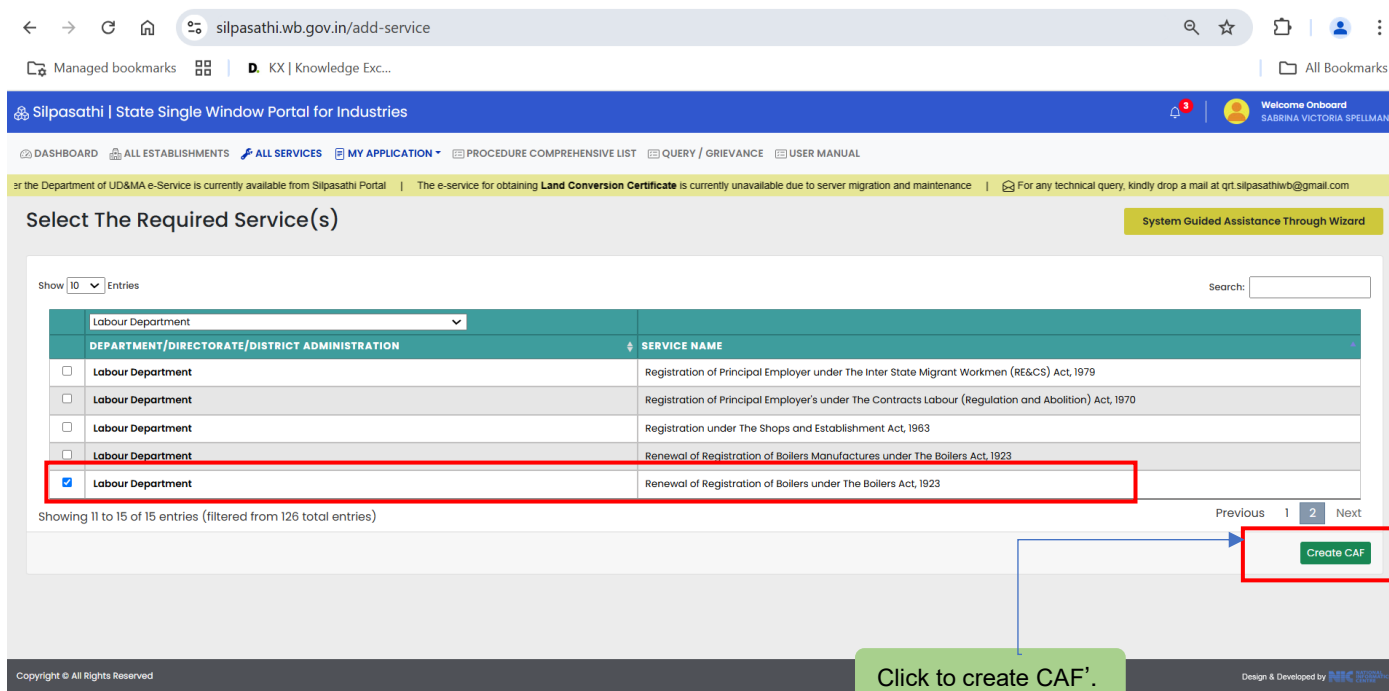 silpasathi.wb.gov.in/add-service
Managed bookmarks D. KX | Knowledge Exc... All Bookmarks
Silpasathi | State Single Window Portal for Industries 3 Welcome Onboard
SABRINA VICTORIA SPELLMAN
DASHBOARD ALL ESTABLISHMENTS ALL SERVICES MY APPLICATION PROCEDURE COMPREHENSIVE LIST QUERY / GRIEVANCE USER MANUAL
er the Department of UD&MA e-Service is currently available from Silpasathi Portal | The e-service for obtaining Land Conversion Certificate is currently unavailable due to server migration and maintenance | For any technical query, kindly drop a mail at qrt.silpasathiwb@gmail.com
Select The Required Service(s) System Guided Assistance Through Wizard
Show 10 Entries Search:
Labour Department
DEPARTMENT/DIRECTORATE/DISTRICT ADMINISTRATION SERVICE NAME
Labour Department Registration of Principal Employer under The Inter State Migrant Workmen (RE&CS) Act, 1979
Labour Department Registration of Principal Employer's under The Contracts Labour (Regulation and Abolition) Act, 1970
Labour Department Registration under The Shops and Establishment Act, 1963
Labour Department Renewal of Registration of Boilers Manufactures under The Boilers Act, 1923
Labour Department Renewal of Registration of Boilers under The Boilers Act, 1923
Showing 11 to 15 of 15 entries (filtered from 126 total entries) Previous 1 2 Next
Create CAF
Click to create CAF’.
Copyright © All Rights Reserved Design & Developed by NIC